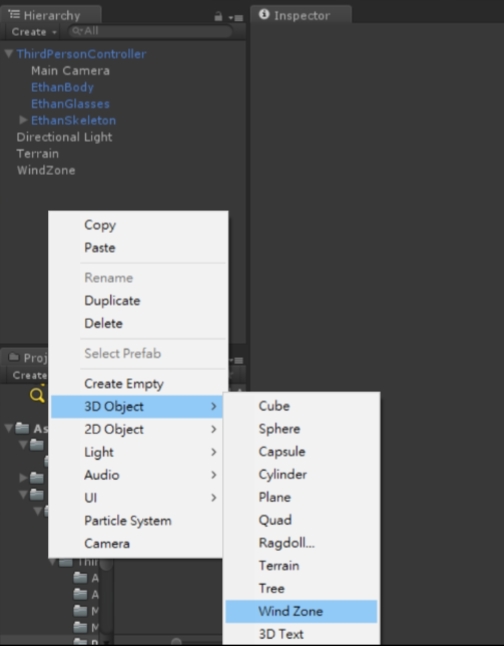 Hierarchy
Inspector
Create
All
ThirdPersonController
Main Camera
EthanBody
EthanGlasses
EthanSkeleton
Directional Light
Terrain
WindZone
Copy
Paste
Rename
Duplicate
Delete
Select Prefab
Create Empty
3D Object
2D Object
Light
Audio
UI
Particle System
Camera
Proj
Create
As
Thir
A
A
M
M
Cube
Sphere
Capsule
Cylinder
Plane
Quad
Ragdoll...
Terrain
Tree
Wind Zone
3D Text